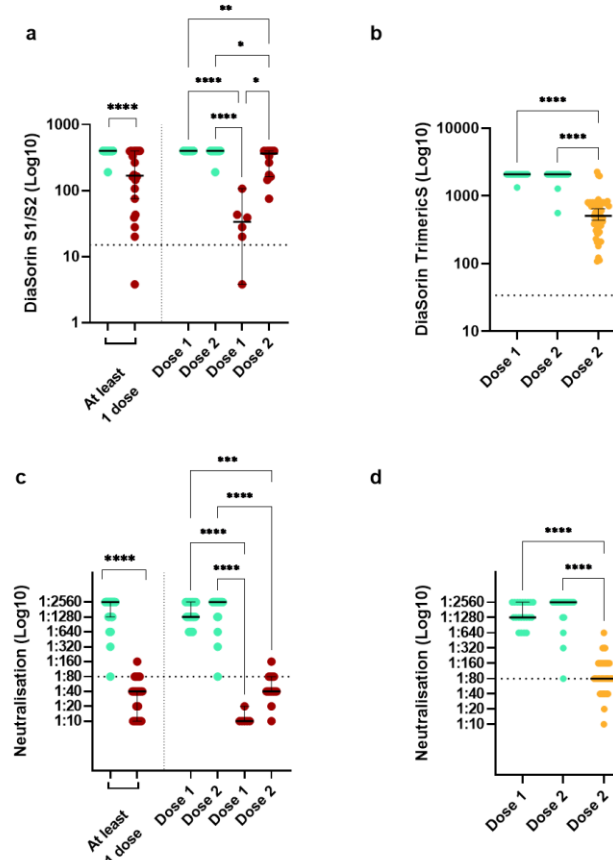 a
**
*
**** *
****
****
1000
100
10
1
DiaSorin S1/S2 (Log10)
At least
1 dose
Dose 1
Dose 2
Dose 1
Dose 2
b
****
****
10000
1000
100
10
DiaSorin TrimericS (Log10)
Dose 1
Dose 2
Dose 2
c
***
****
****
****
****
1:2560
1:1280
1:640
1:320
1:160
1:80
1:40
1:20
1:10
Neutralisation (Log10)
At least
1 dose
Dose 1
Dose 2
Dose 1
Dose 2
d
****
****
1:2560
1:1280
1:640
1:320
1:160
1:80
1:40
1:20
1:10
Neutralisation (Log10)
Dose 1
Dose 2
Dose 2